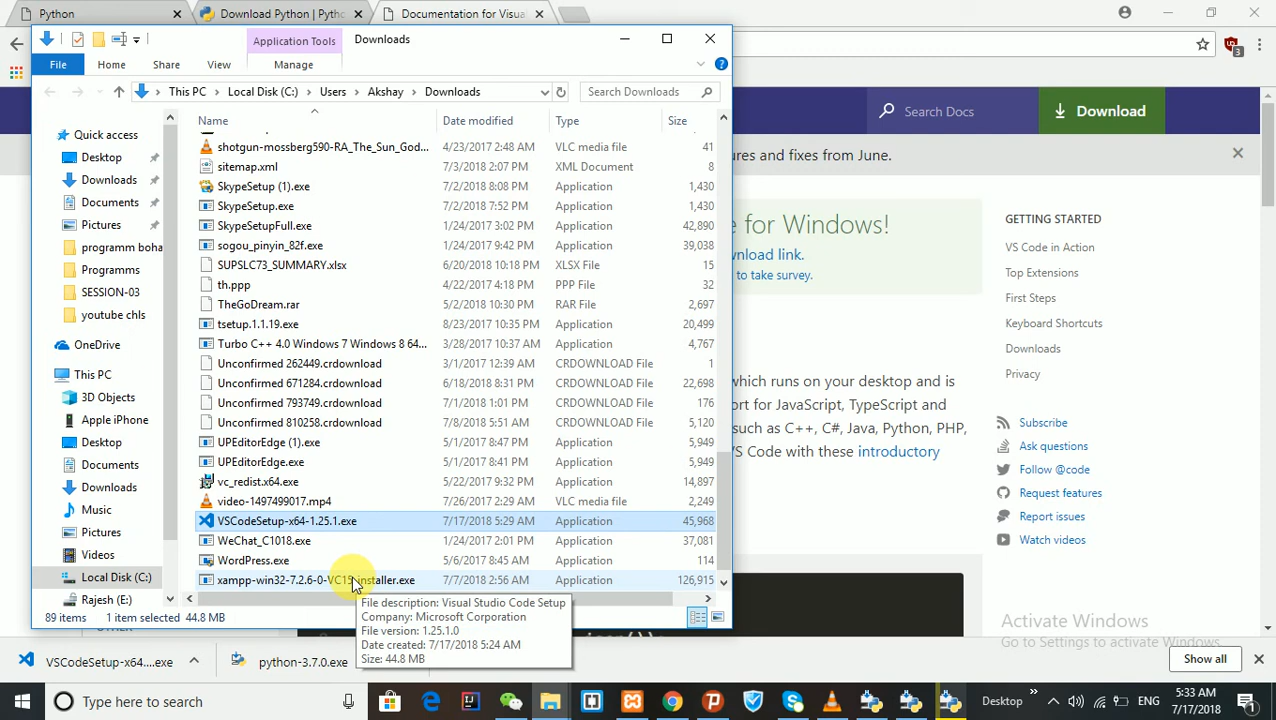 Python
Download Python | Pytho
Documentation for Visual
Application Tools
Downloads
File
Home
Share
View
Manage
This PC
Local Disk (C:)
Users
Akshay
Downloads
Search Downloads
Search Docs
Download
3
Name
Date modified
Type
Size
Quick access
Desktop
Downloads
Documents
Pictures
programm boha
Programms
SESSION-03
youtube chls
OneDrive
This PC
3D Objects
Apple iPhone
Desktop
Documents
Downloads
Music
Pictures
Videos
Local Disk (C:)
Rajesh (E:)
shotgun-mossberg590-RA_The_Sun_God... 4/23/2017 2:48 AM VLC media file 41
sitemap.xml 7/3/2018 2:07 PM XML Document 8
SkypeSetup (1).exe 7/2/2018 8:08 PM Application 1,430
SkypeSetup.exe 7/2/2018 7:52 PM Application 1,430
SkypeSetupFull.exe 1/24/2017 3:02 PM Application 42,890
sogou_pinyin_82f.exe 1/24/2017 9:42 PM Application 39,038
SUPSLC73_SUMMARY.xlsx 6/20/2018 10:18 PM XLSX File 15
th.ppp 4/22/2017 4:18 PM PPP File 32
TheGoDream.rar 5/2/2018 10:30 PM RAR File 2,697
tsetup.1.1.19.exe 8/23/2017 10:35 PM Application 20,499
Turbo C++ 4.0 Windows 7 Windows 8 64... 3/28/2017 10:37 AM Application 4,767
Unconfirmed 262449.crdownload 3/1/2017 12:39 AM CRDOWNLOAD File 1
Unconfirmed 671284.crdownload 6/18/2018 8:31 PM CRDOWNLOAD File 22,698
Unconfirmed 793749.crdownload 7/1/2018 1:01 PM CRDOWNLOAD File 176
Unconfirmed 810258.crdownload 7/8/2018 5:51 AM CRDOWNLOAD File 5,120
UPEditorEdge (1).exe 5/1/2018 8:47 PM Application 5,949
UPEditorEdge.exe 5/1/2018 8:41 PM Application 5,949
vc_redist.x64.exe 5/22/2017 9:32 PM Application 14,897
video-1497499017.mp4 7/26/2017 2:29 AM VLC media file 2,249
VSCodeSetup-x64-1.25.1.exe 7/17/2018 5:29 AM Application 45,968
WeChat_C1018.exe 1/24/2017 2:01 PM Application 37,081
WordPress.exe 5/6/2017 8:45 AM Application 114
xampp-win32-7.2.6-0-VC15-installer.exe 7/7/2018 2:56 AM Application 126,915
File description: Visual Studio Code Setup
Company: Microsoft Corporation
File version: 1.25.1.0
Date created: 7/17/2018 5:24 AM
Size: 44.8 MB
89 items
1 item selected 44.8 MB
res and fixes from June.
e for Windows!
wnload link.
to take survey.
which runs on your desktop and
ort for JavaScript, TypeScript and
such as C++, C#, Java, Python, PHP,
VS Code with these introductory
GETTING STARTED
VS Code in Action
Top Extensions
First Steps
Keyboard Shortcuts
Downloads
Privacy
Subscribe
Ask questions
Follow @code
Request features
Report issues
Watch videos
Activate Windows
Go to Settings to activate Windows.
VSCodeSetup-x64....exe
python-3.7.0.exe
Show all
Type here to search
Desktop
ENG
5:33 AM
7/17/2018
1